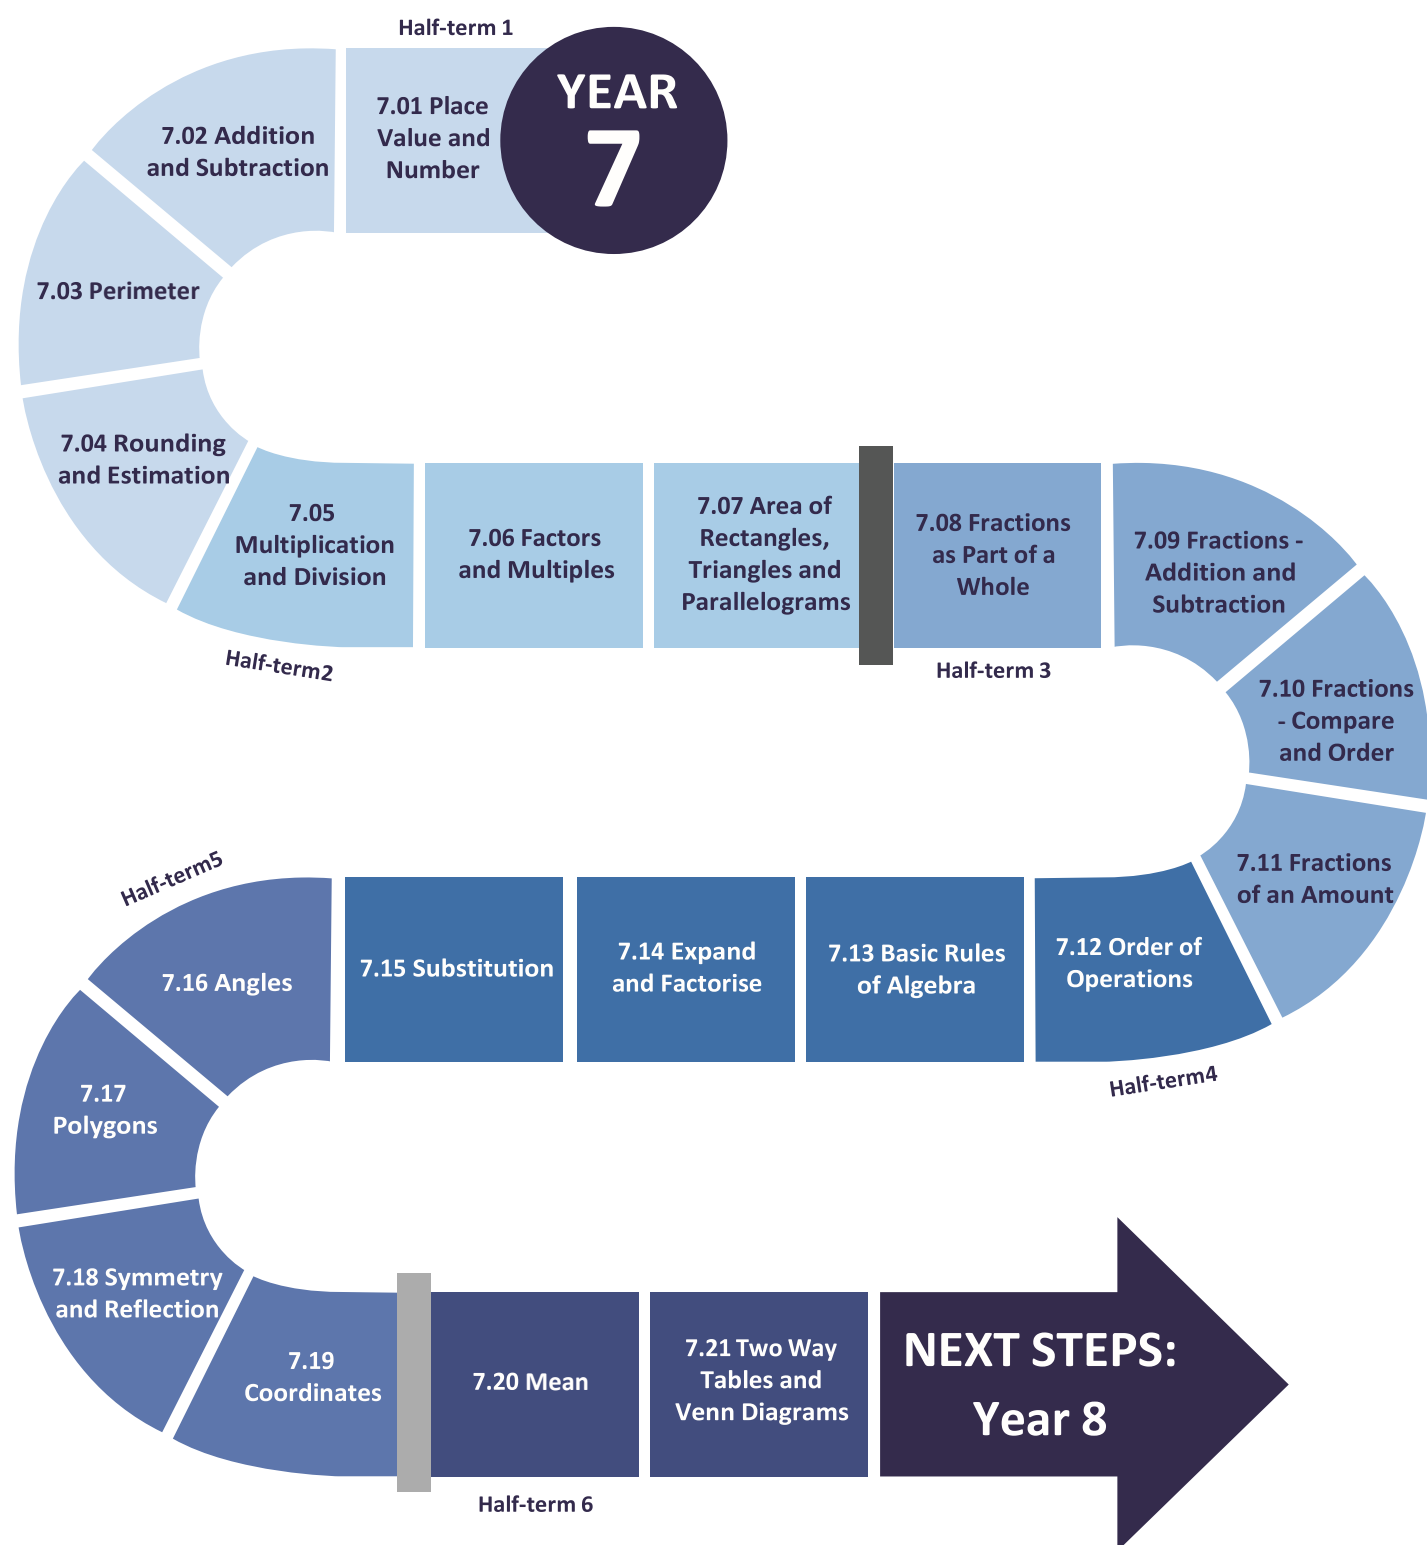 Half-term 1
YEAR
7
7.01 Place
Value and
Number
7.02 Addition
and Subtraction
7.03 Perimeter
7.04 Rounding
and Estimation
7.05
Multiplication
and Division
Half-term2
7.06 Factors
and Multiples
7.07 Area of
Rectangles,
Triangles and
Parallelograms
7.08 Fractions
as Part of a
Whole
Half-term 3
7.09 Fractions -
Addition and
Subtraction
7.10 Fractions
- Compare
and Order
7.11 Fractions
of an Amount
7.12 Order of
Operations
Half-term4
7.13 Basic Rules
of Algebra
7.14 Expand
and Factorise
7.15 Substitution
Half-term5
7.16 Angles
7.17
Polygons
7.18 Symmetry
and Reflection
7.19
Coordinates
7.20 Mean
Half-term 6
7.21 Two Way
Tables and
Venn Diagrams
NEXT STEPS:
Year 8